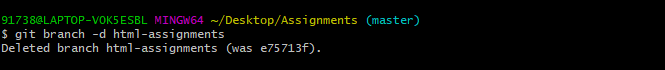 91738@LAPTOP-VOK5ESBL MINGW64 ~/Desktop/Assignments (master)
$ git branch -d html-assignments
Deleted branch html-assignments (was e75713f).